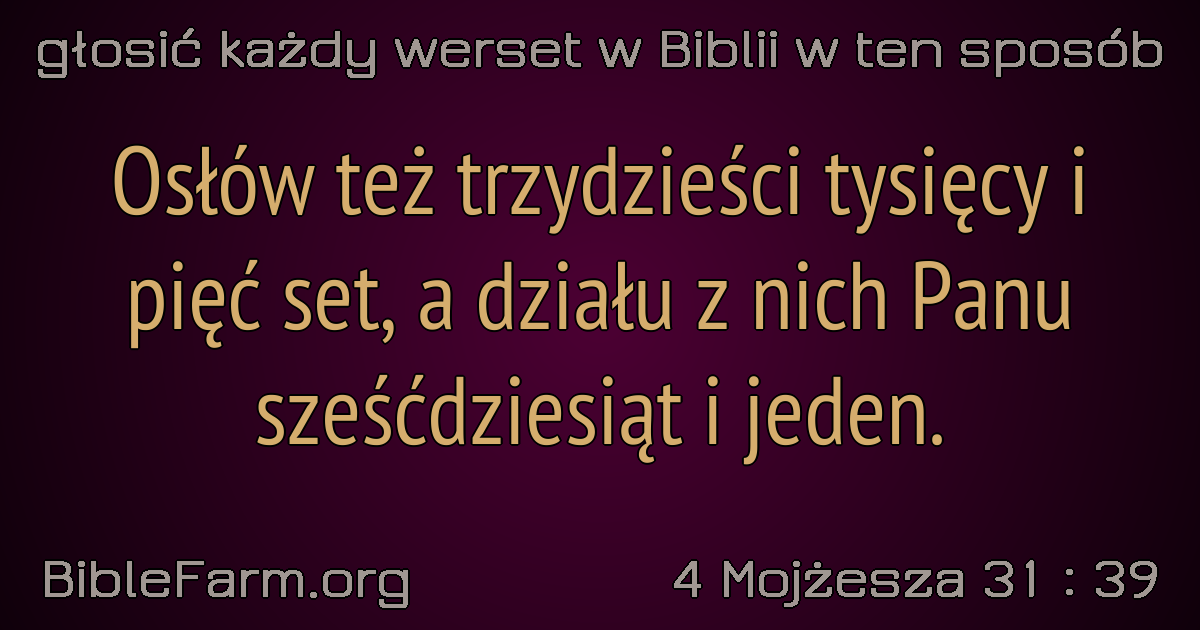 głosić każdy werset w Biblii w ten sposób
Osłów też trzydzieści tysięcy i
pięć set, a działu z nich Panu
sześćdziesiąt i jeden.
BibleFarm.org
4 Mojżesza 31 : 39